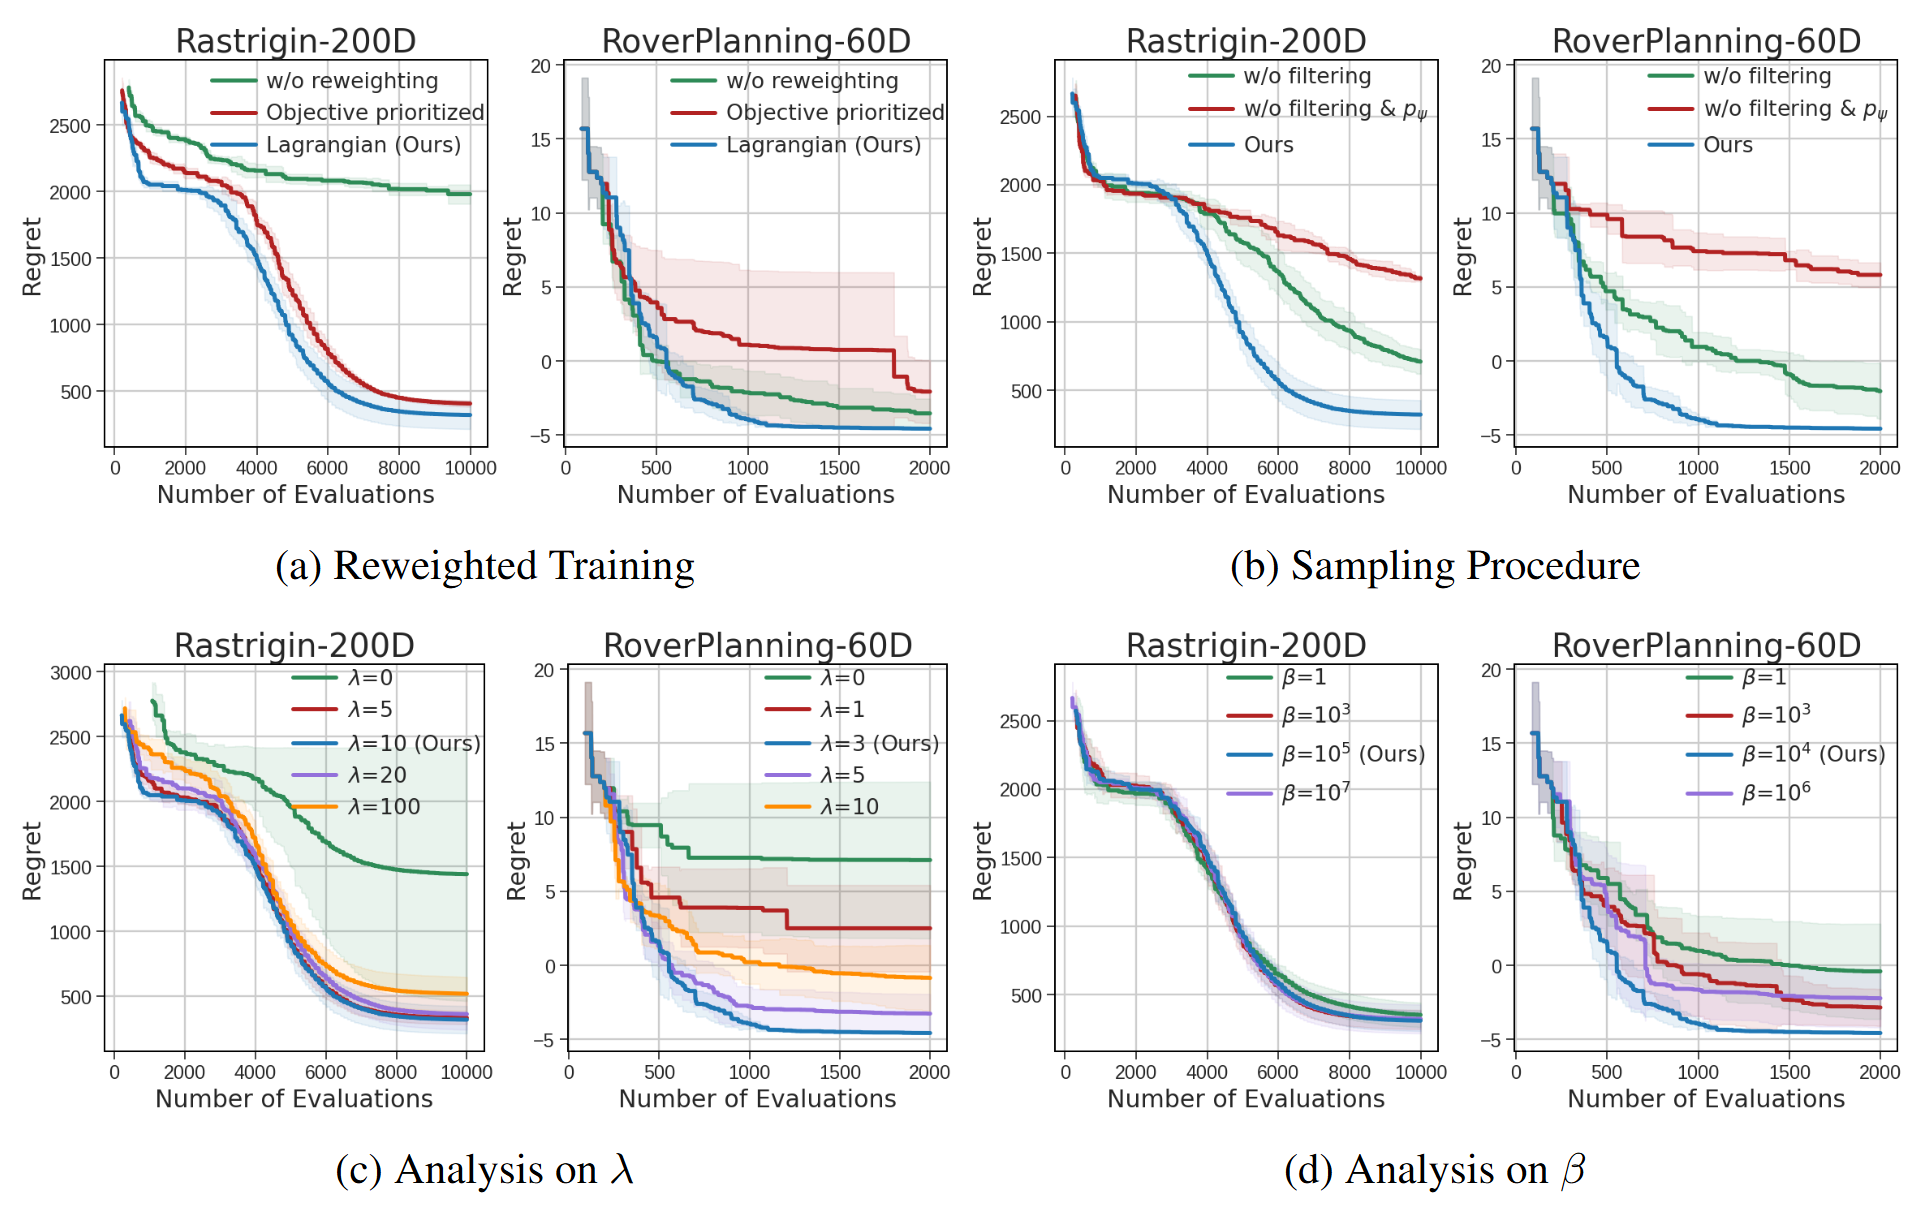 Rastrigin-200D
w/o reweighting
Objective prioritized
Lagrangian (Ours)
2500
2000
1500
1000
500
Regret
0 2000 4000 6000 8000 10000
Number of Evaluations
RoverPlanning-60D
w/o reweighting
Objective prioritized
Lagrangian (Ours)
20
15
10
5
0
−5
Regret
0 500 1000 1500 2000
Number of Evaluations
(a) Reweighted Training
Rastrigin-200D
w/o filtering
w/o filtering & pψ
Ours
2500
2000
1500
1000
500
Regret
0 2000 4000 6000 8000 10000
Number of Evaluations
RoverPlanning-60D
w/o filtering
w/o filtering & pψ
Ours
20
15
10
5
0
−5
Regret
0 500 1000 1500 2000
Number of Evaluations
(b) Sampling Procedure
Rastrigin-200D
λ=0
λ=5
λ=10 (Ours)
λ=20
λ=100
3000
2500
2000
1500
1000
500
Regret
0 2000 4000 6000 8000 10000
Number of Evaluations
RoverPlanning-60D
λ=0
λ=1
λ=3 (Ours)
λ=5
λ=10
20
15
10
5
0
−5
Regret
0 500 1000 1500 2000
Number of Evaluations
(c) Analysis on λ
Rastrigin-200D
β=1
β=10³
β=10⁵ (Ours)
β=10⁷
2500
2000
1500
1000
500
Regret
0 2000 4000 6000 8000 10000
Number of Evaluations
RoverPlanning-60D
β=1
β=10³
β=10⁴ (Ours)
β=10⁶
20
15
10
5
0
−5
Regret
0 500 1000 1500 2000
Number of Evaluations
(d) Analysis on β